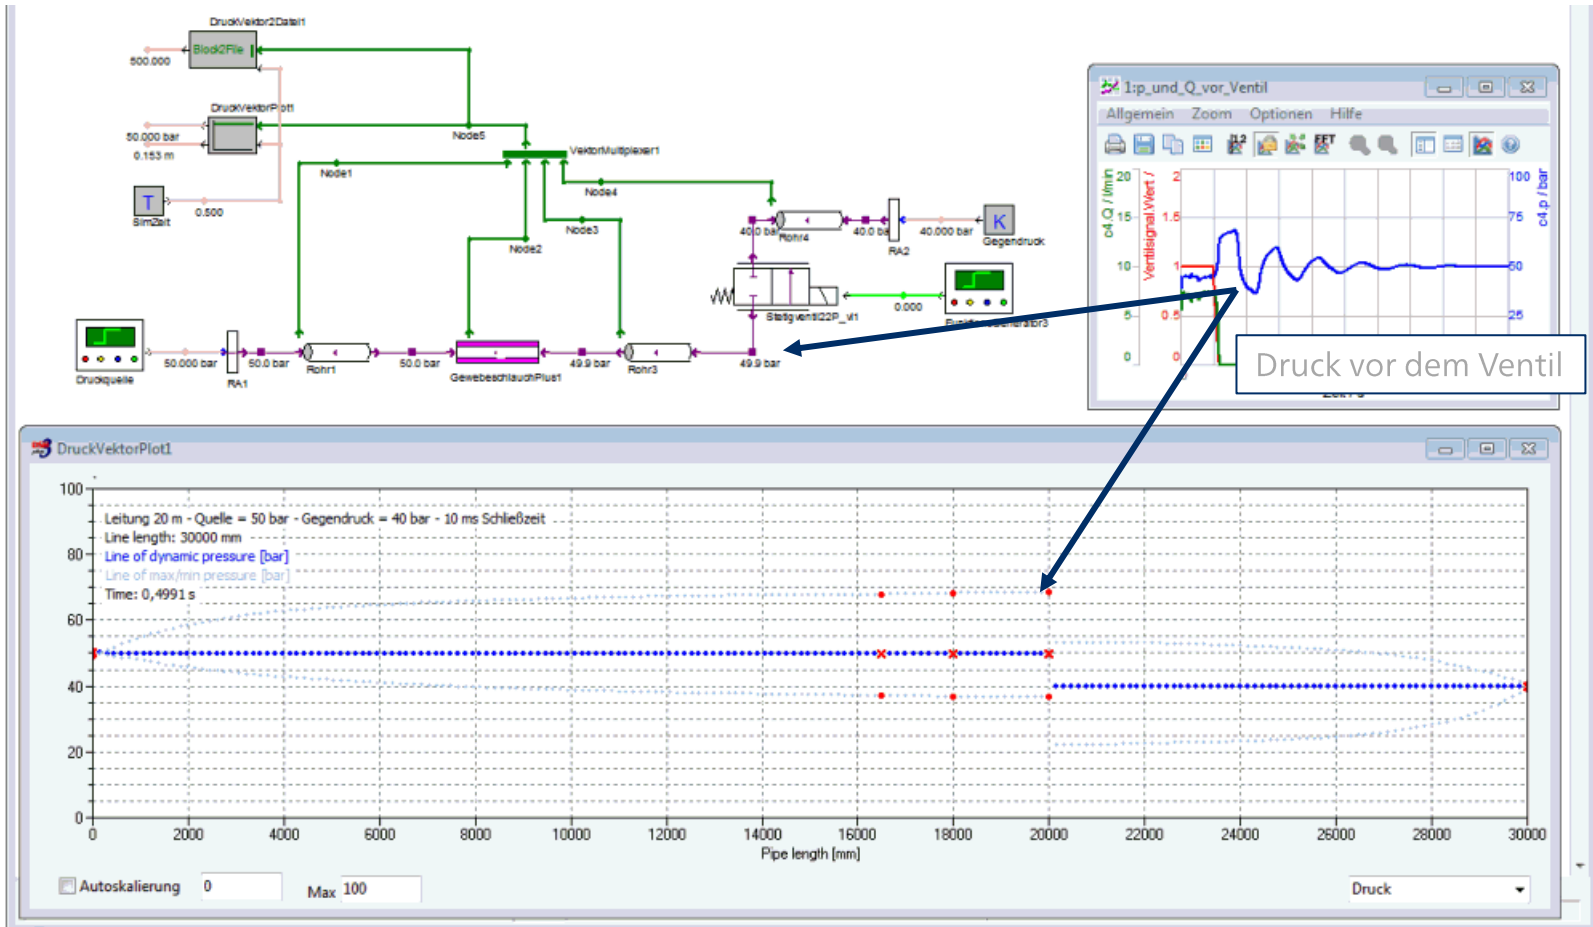 DruckVektor2Datei1
Block2File
500.000
DruckVektorPlot1
50.000 bar
0.153 m
T
SimZeit
0.500
Node5
VektorMultiplexer1
Node1
Node4
Node2
Node3
40.0 bar
Rohr4
RA2
40.000 bar
K
Gegendruck
Stetigventil22P_vl1
0.000
Druckquelle
50.000 bar
RA1
50.0 bar
Rohr1
50.0 bar
GewebeschlauchPlus1
49.9 bar
Rohr3
49.9 bar
1:p_und_Q_vor_Ventil
Allgemein Zoom Optionen Hilfe
FFT
c4.Q / l/min
20
15
10
5
0
Ventilsignal.Wert /
2
1.5
1
0.5
0
100
75
50
25
c4.p / bar
Druck vor dem Ventil
DruckVektorPlot1
100
80
60
40
20
0
Leitung 20 m - Quelle = 50 bar - Gegendruck = 40 bar - 10 ms Schließzeit
Line length: 30000 mm
Line of dynamic pressure [bar]
Line of max/min pressure [bar]
Time: 0,4991 s
0 2000 4000 6000 8000 10000 12000 14000 16000 18000 20000 22000 24000 26000 28000 30000
Pipe length [mm]
Autoskalierung 0 Max 100 Druck